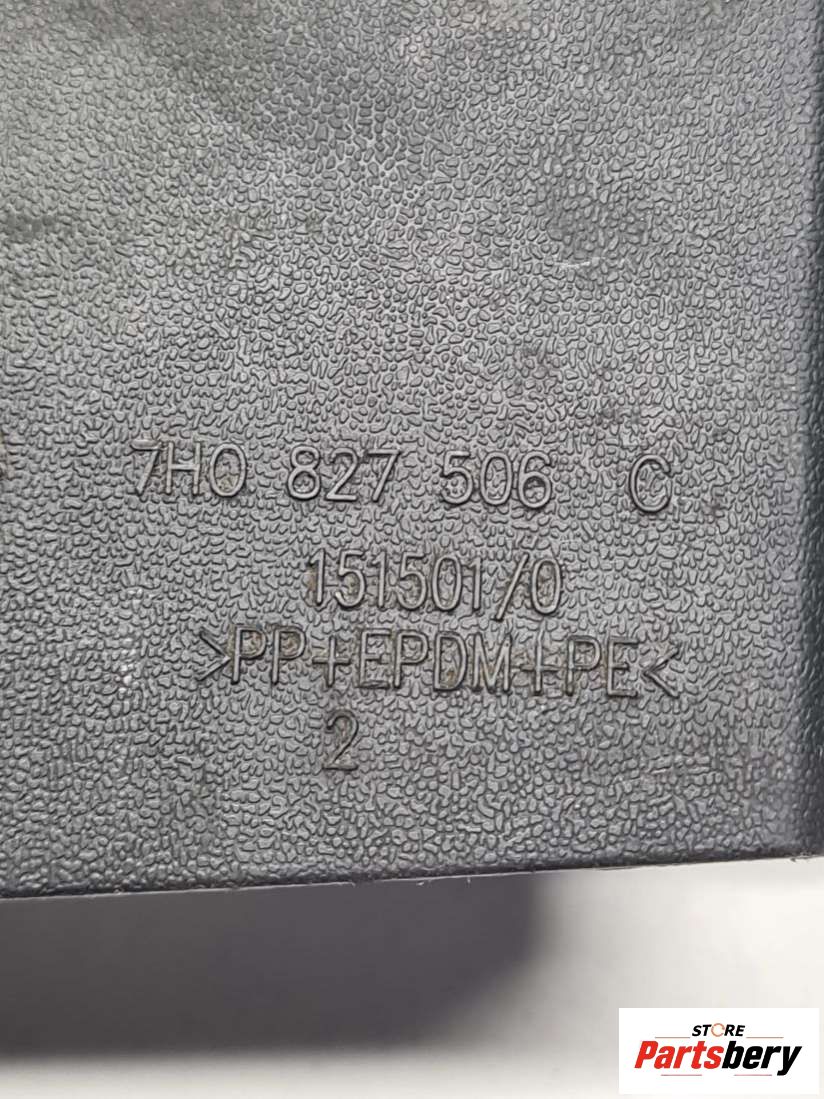 7H0 827 506 C
151501/0
>PP+EPDM+PE<
2
STORE
Partsbery